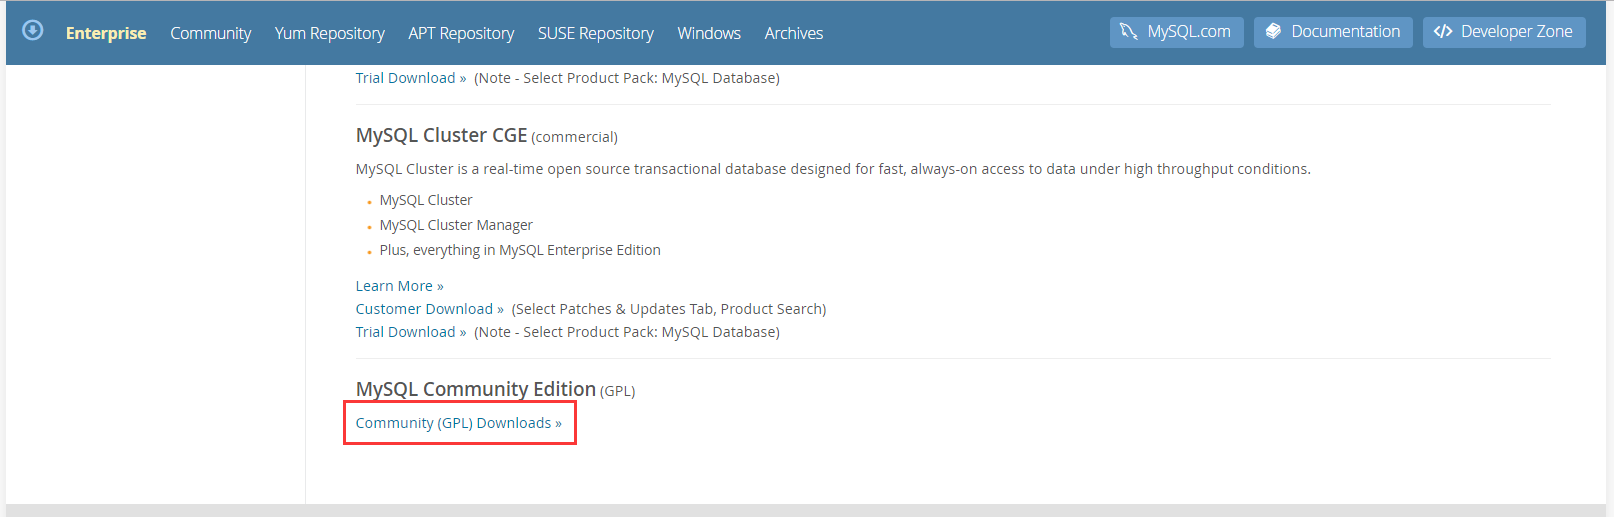 Enterprise Community Yum Repository APT Repository SUSE Repository Windows Archives MySQL.com Documentation Developer Zone
Trial Download » (Note - Select Product Pack: MySQL Database)
MySQL Cluster CGE (commercial)
MySQL Cluster is a real-time open source transactional database designed for fast, always-on access to data under high throughput conditions.
MySQL Cluster
MySQL Cluster Manager
Plus, everything in MySQL Enterprise Edition
Learn More »
Customer Download » (Select Patches & Updates Tab, Product Search)
Trial Download » (Note - Select Product Pack: MySQL Database)
MySQL Community Edition (GPL)
Community (GPL) Downloads »